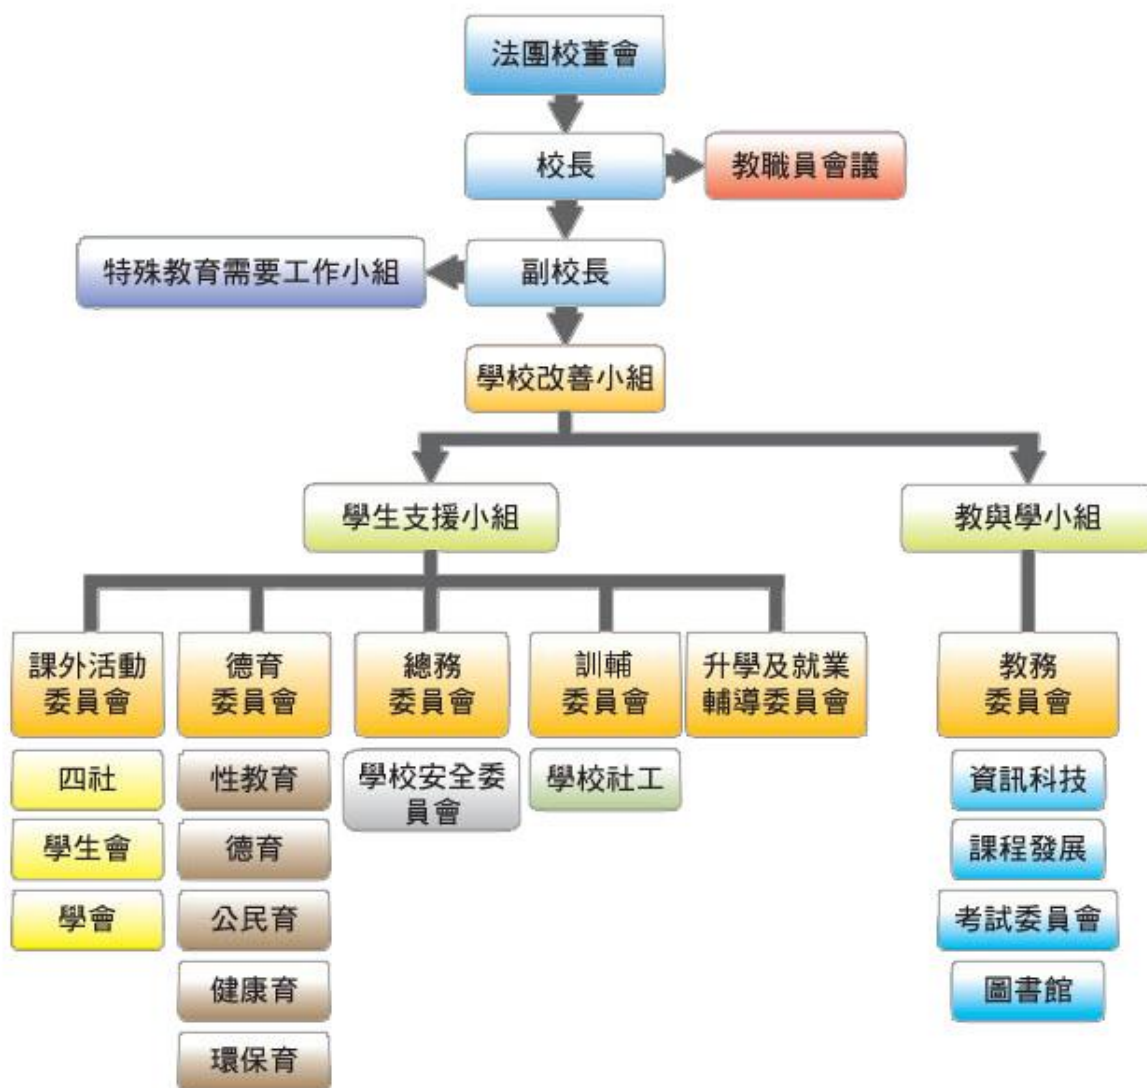 法團校董會
校長
教職員會議
特殊教育需要工作小組
副校長
學校改善小組
學生支援小組
教與學小組
課外活動
委員會
德育
委員會
總務
委員會
訓輔
委員會
升學及就業
輔導委員會
教務
委員會
四社
學生會
學會
性教育
德育
公民育
健康育
環保育
學校安全委
員會
學校社工
資訊科技
課程發展
考試委員會
圖書館